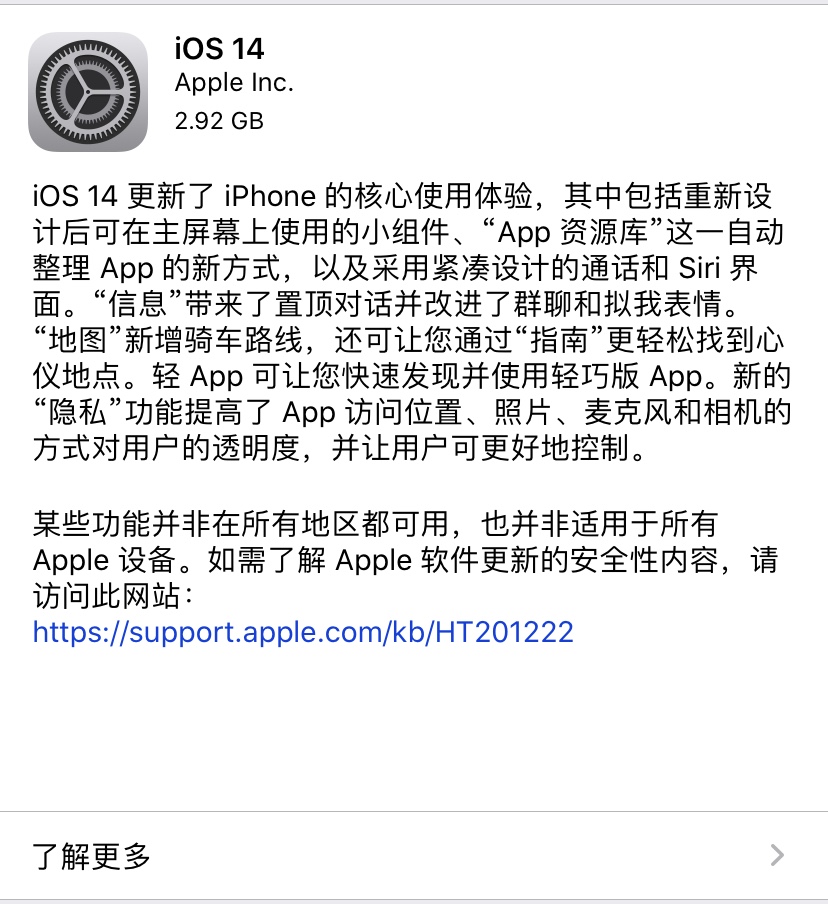 iOS 14
Apple Inc.
2.92 GB
iOS 14 更新了 iPhone 的核心使用体验，其中包括重新设
计后可在主屏幕上使用的小组件、“App 资源库”这一自动
整理 App 的新方式，以及采用紧凑设计的通话和 Siri 界
面。“信息”带来了置顶对话并改进了群聊和拟我表情。
“地图”新增骑车路线，还可让您通过“指南”更轻松找到心
仪地点。轻 App 可让您快速发现并使用轻巧版 App。新的
“隐私”功能提高了 App 访问位置、照片、麦克风和相机的
方式对用户的透明度，并让用户可更好地控制。
某些功能并非在所有地区都可用，也并非适用于所有
Apple 设备。如需了解 Apple 软件更新的安全性内容，请
访问此网站：
https://support.apple.com/kb/HT201222
了解更多